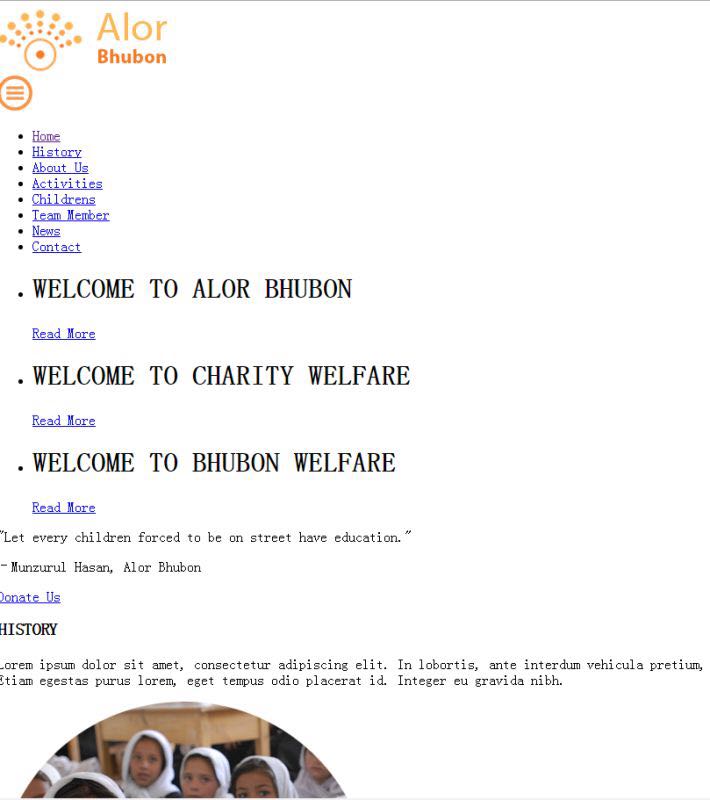 Alor
Bhubon
Home
History
About Us
Activities
Childrens
Team Member
News
Contact
WELCOME TO ALOR BHUBON
Read More
WELCOME TO CHARITY WELFARE
Read More
WELCOME TO BHUBON WELFARE
Read More
"Let every children forced to be on street have education."
-Munzurul Hasan, Alor Bhubon
Donate Us
HISTORY
Lorem ipsum dolor sit amet, consectetur adipiscing elit. In lobortis, ante interdum vehicula pretium,
Etiam egestas purus lorem, eget tempus odio placerat id. Integer eu gravida nibh.